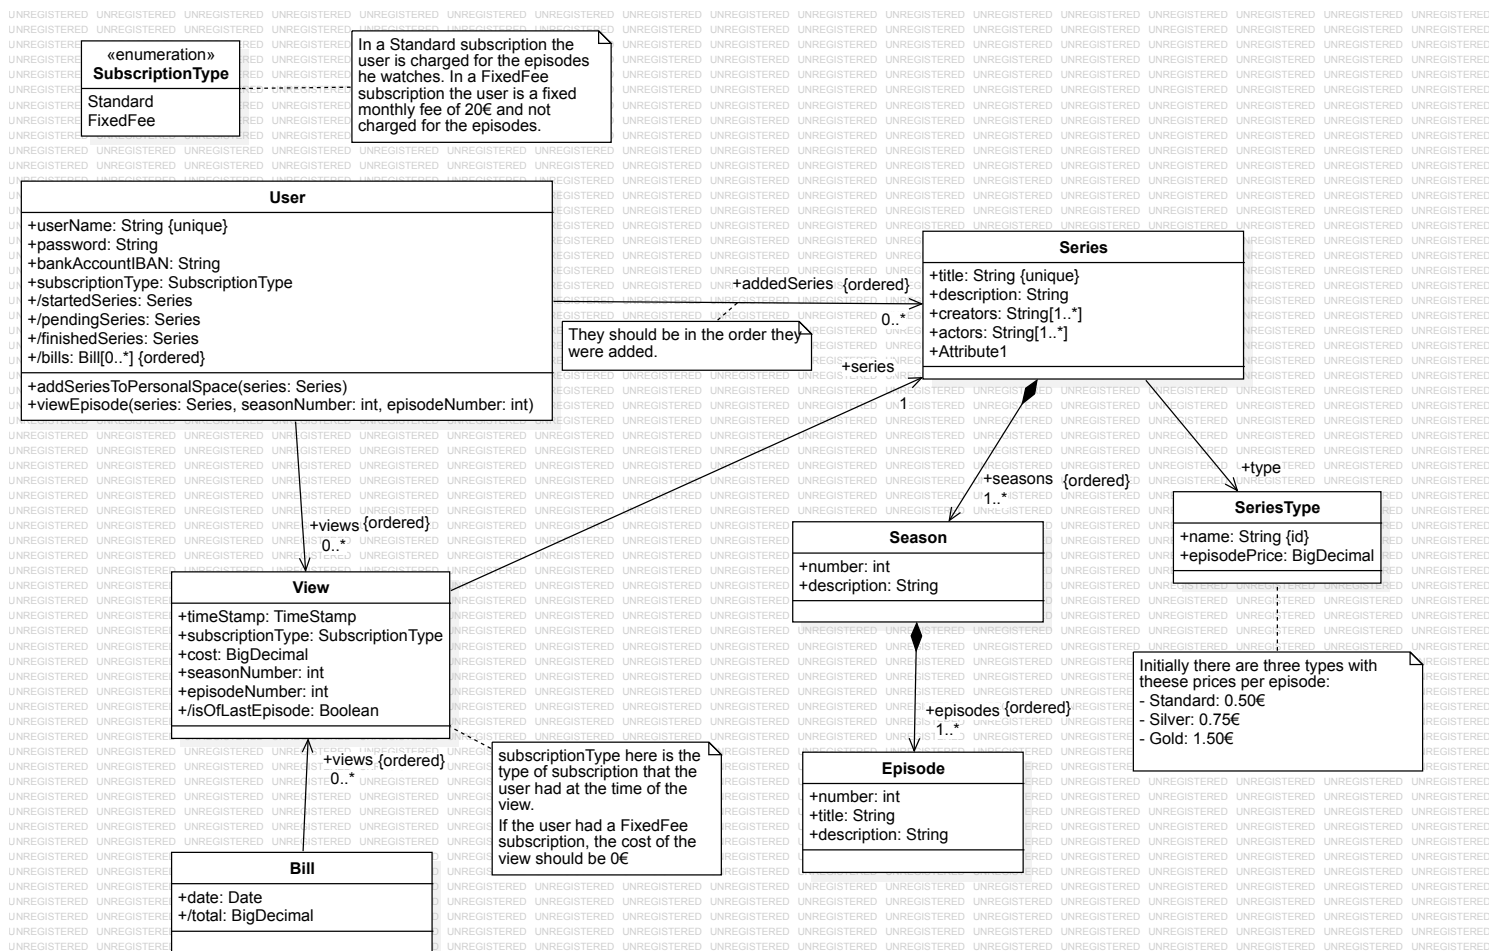 UNREGISTERED
«enumeration»
SubscriptionType
Standard
FixedFee
In a Standard subscription the
user is charged for the episodes
he watches. In a FixedFee
subscription the user is a fixed
monthly fee of 20€ and not
charged for the episodes.
User
+userName: String {unique}
+password: String
+bankAccountIBAN: String
+subscriptionType: SubscriptionType
+/startedSeries: Series
+/pendingSeries: Series
+/finishedSeries: Series
+/bills: Bill[0..*] {ordered}
+addSeriesToPersonalSpace(series: Series)
+viewEpisode(series: Series, seasonNumber: int, episodeNumber: int)
+addedSeries {ordered}
0..*
They should be in the order they
were added.
+series
1
Series
+title: String {unique}
+description: String
+creators: String[1..*]
+actors: String[1..*]
+Attribute1
+seasons {ordered}
1..*
+type
SeriesType
+name: String {id}
+episodePrice: BigDecimal
Season
+number: int
+description: String
+views {ordered}
0..*
View
+timeStamp: TimeStamp
+subscriptionType: SubscriptionType
+cost: BigDecimal
+seasonNumber: int
+episodeNumber: int
+/isOfLastEpisode: Boolean
Initially there are three types with
theese prices per episode:
- Standard: 0.50€
- Silver: 0.75€
- Gold: 1.50€
+episodes {ordered}
1..*
Episode
+number: int
+title: String
+description: String
subscriptionType here is the
type of subscription that the
user had at the time of the
view.
If the user had a FixedFee
subscription, the cost of the
view should be 0€
+views {ordered}
0..*
Bill
+date: Date
+/total: BigDecimal